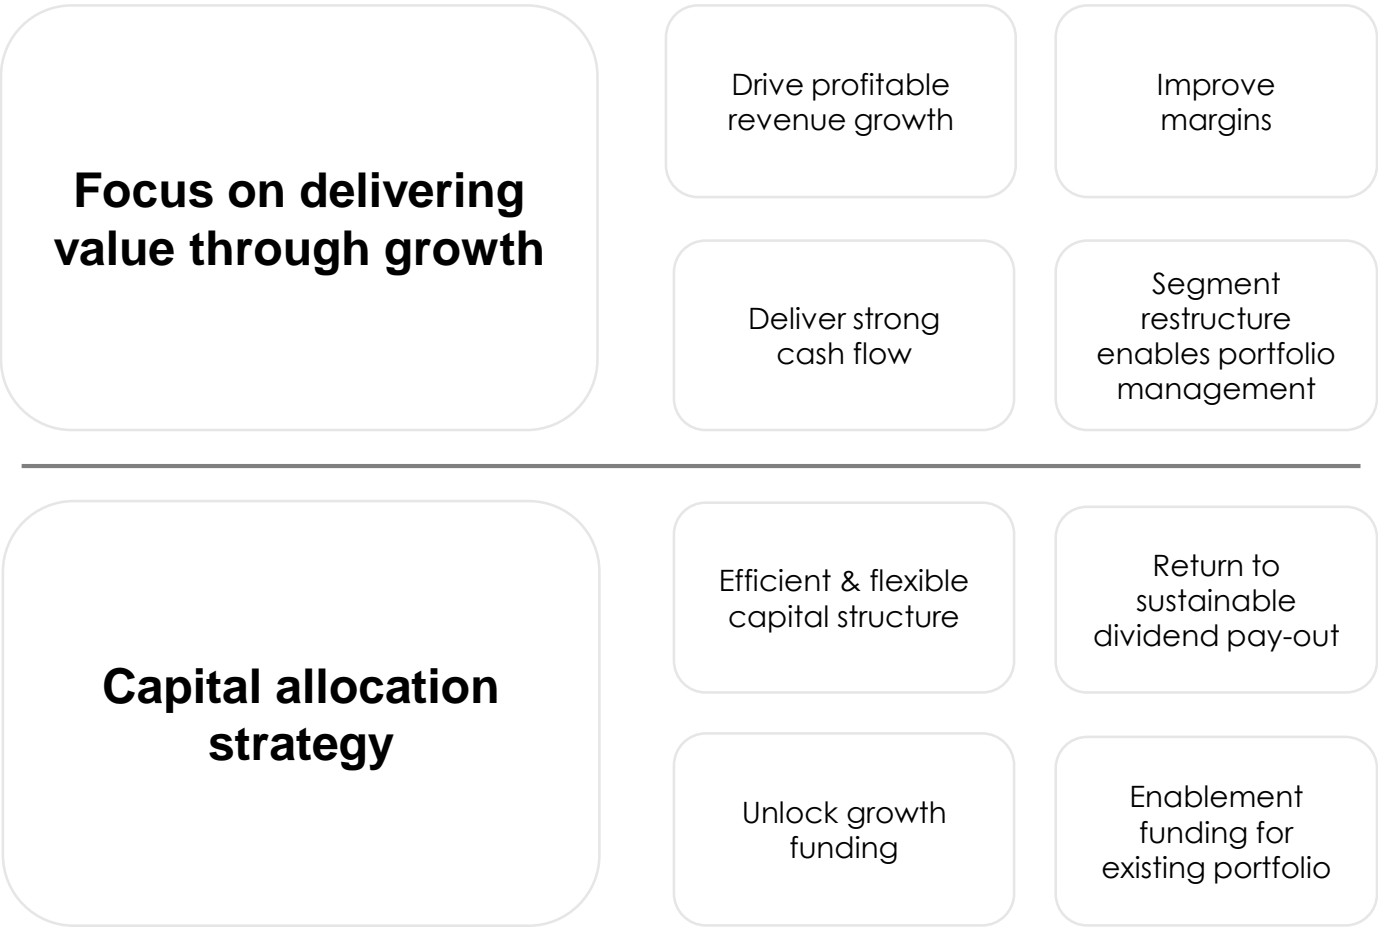 Focus on delivering
value through growth
Drive profitable
revenue growth
Improve
margins
Deliver strong
cash flow
Segment
restructure
enables portfolio
management
Capital allocation
strategy
Efficient & flexible
capital structure
Return to
sustainable
dividend pay-out
Unlock growth
funding
Enablement
funding for
existing portfolio